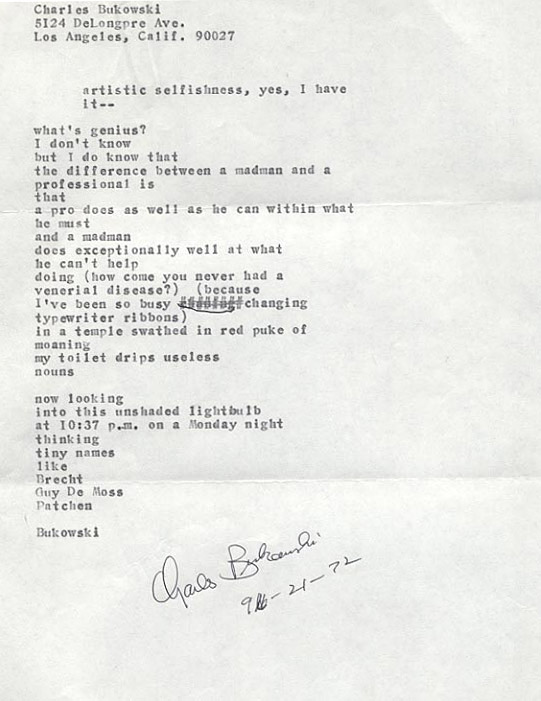 Charles Bukowski
5124 DeLongpre Ave.
Los Angeles, Calif. 90027
artistic selfishness, yes, I have
it--
what's genius?
I don't know
but I do know that
the difference between a madman and a
professional is
that
a pro does as well as he can within what
he must
and a madman
does exceptionally well at what
he can't help
doing (how come you never had a
venerial disease?) (because
I've been so busy changing
typewriter ribbons)
in a temple swathed in red puke of
moaning
my toilet drips useless
nouns
now looking
into this unshaded lightbulb
at 10:37 p.m. on a Monday night
thinking
tiny names
like
Brecht
Guy De Moss
Patchen
Bukowski
Charles Bukowski
-21-72